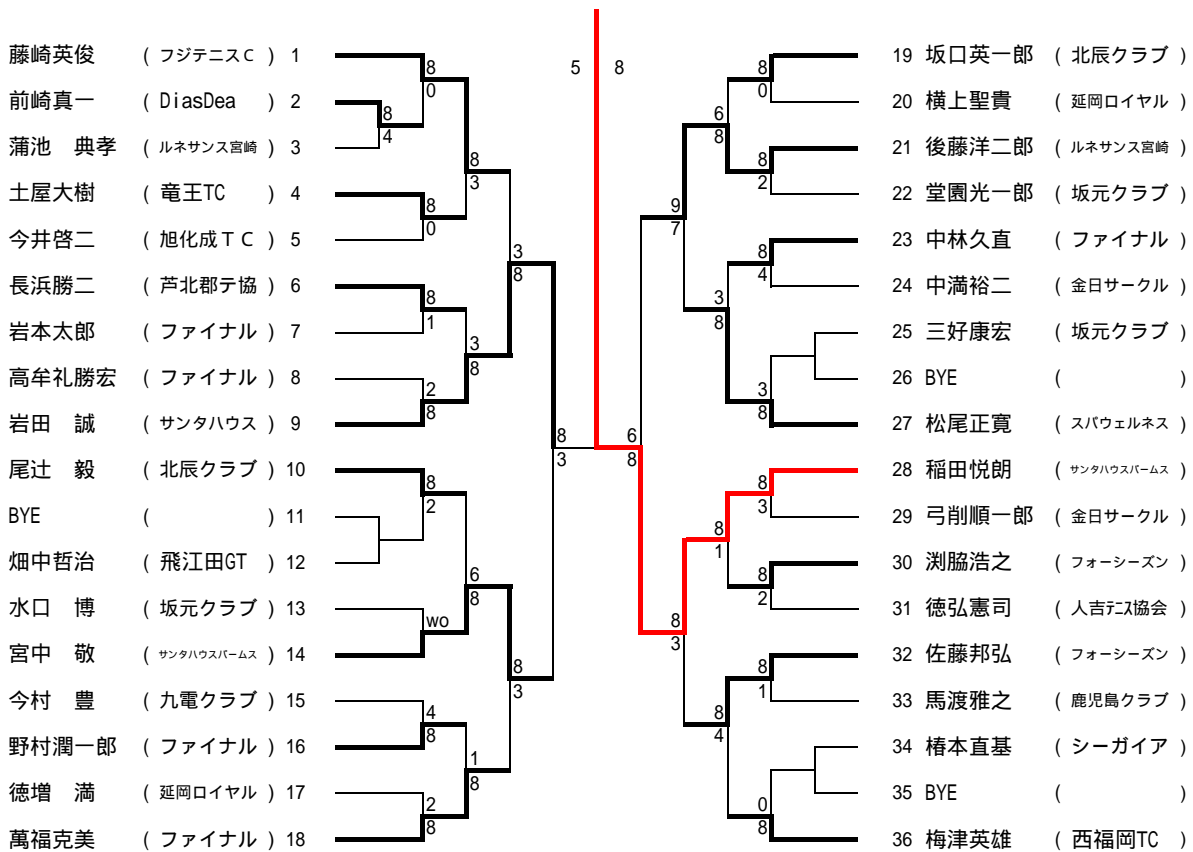 5 8
藤崎英俊 ( フジテニスC ) 1
前崎真一 ( DiasDea ) 2
蒲池　典孝 ( ルネサンス宮崎 ) 3
土屋大樹 ( 竜王TC ) 4
今井啓二 ( 旭化成ＴＣ ) 5
長浜勝二 ( 芦北郡テ協 ) 6
岩本太郎 ( ファイナル ) 7
高牟礼勝宏 ( ファイナル ) 8
岩田　誠 ( サンタハウス ) 9
尾辻　毅 ( 北辰クラブ ) 10
BYE ( ) 11
畑中哲治 ( 飛江田GT ) 12
水口　博 ( 坂元クラブ ) 13
宮中　敬 ( サンタハウスパームス ) 14
今村　豊 ( 九電クラブ ) 15
野村潤一郎 ( ファイナル ) 16
徳増　満 ( 延岡ロイヤル ) 17
萬福克美 ( ファイナル ) 18
8
0
8
4
8
0
8
1
2
8
8
2
wo
4
8
2
8
8
3
3
8
6
8
1
8
3
8
8
3
8
3
19 坂口英一郎 ( 北辰クラブ )
20 横上聖貴 ( 延岡ロイヤル )
21 後藤洋二郎 ( ルネサンス宮崎 )
22 堂園光一郎 ( 坂元クラブ )
23 中林久直 ( ファイナル )
24 中満裕二 ( 金日サークル )
25 三好康宏 ( 坂元クラブ )
26 BYE ( )
27 松尾正寛 ( スパウェルネス )
28 稲田悦朗 ( サンタハウスパームス )
29 弓削順一郎 ( 金日サークル )
30 渕脇浩之 ( フォーシーズン )
31 徳弘憲司 ( 人吉テニス協会 )
32 佐藤邦弘 ( フォーシーズン )
33 馬渡雅之 ( 鹿児島クラブ )
34 椿本直基 ( シーガイア )
35 BYE ( )
36 梅津英雄 ( 西福岡TC )
8
0
8
2
8
4
3
8
8
3
8
2
8
1
0
8
6
8
3
8
8
1
8
4
9
7
8
3
6
8